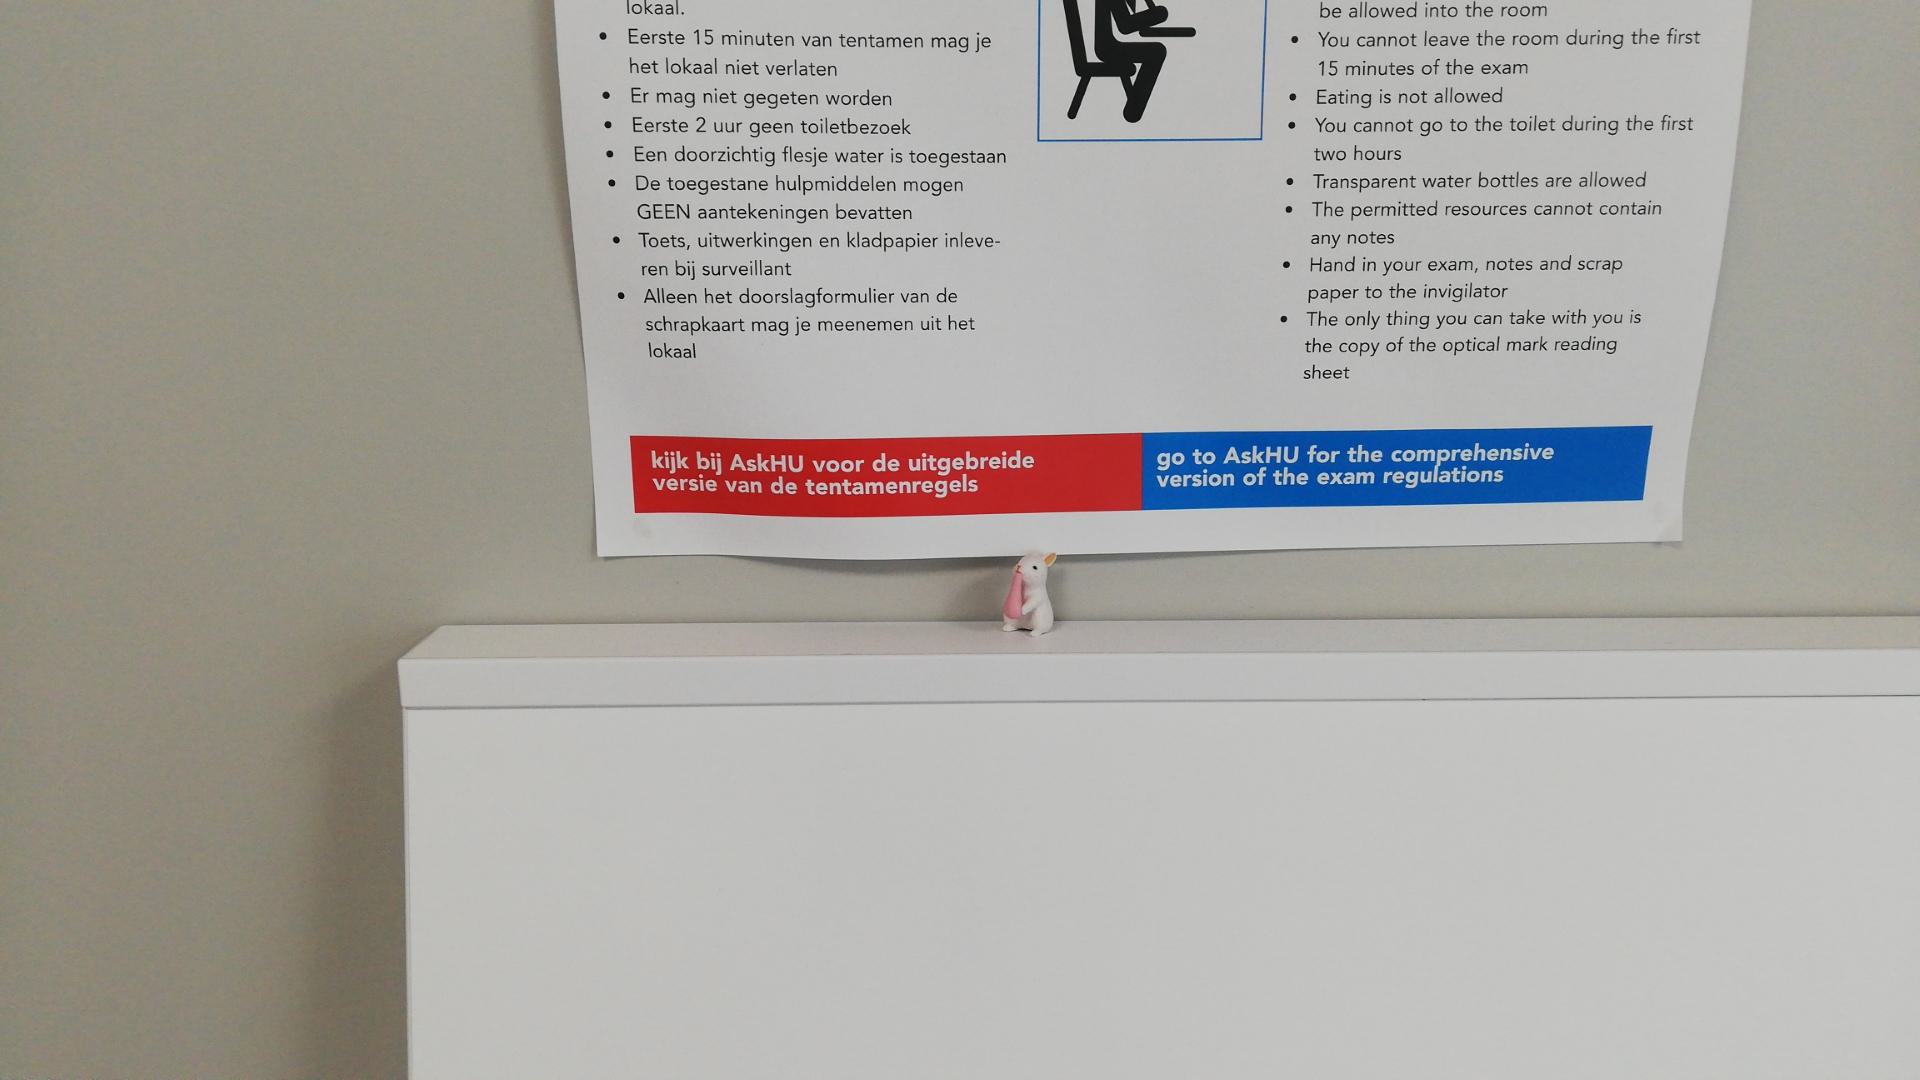 lokaal.
• Eerste 15 minuten van tentamen mag je
het lokaal niet verlaten
• Er mag niet gegeten worden
• Eerste 2 uur geen toiletbezoek
• Een doorzichtig flesje water is toegestaan
• De toegestane hulpmiddelen mogen
GEEN aantekeningen bevatten
• Toets, uitwerkingen en kladpapier inleve-
ren bij surveillant
• Alleen het doorslagformulier van de
schrapkaart mag je meenemen uit het
lokaal
be allowed into the room
• You cannot leave the room during the first
15 minutes of the exam
• Eating is not allowed
• You cannot go to the toilet during the first
two hours
• Transparent water bottles are allowed
• The permitted resources cannot contain
any notes
• Hand in your exam, notes and scrap
paper to the invigilator
• The only thing you can take with you is
the copy of the optical mark reading
sheet
kijk bij AskHU voor de uitgebreide
versie van de tentamenregels
go to AskHU for the comprehensive
version of the exam regulations